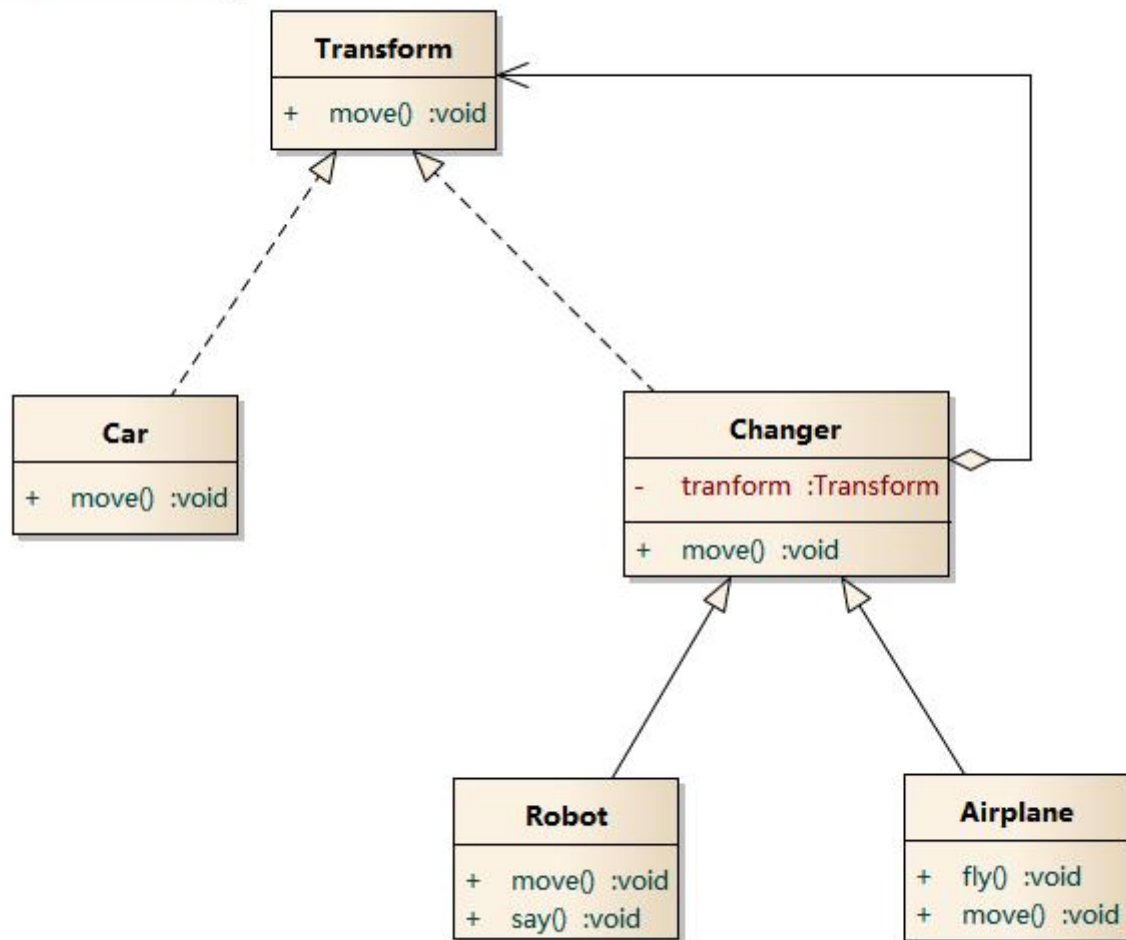 Transform
+ move() :void
Car
+ move() :void
Changer
- tranform :Transform
+ move() :void
Robot
+ move() :void
+ say() :void
Airplane
+ fly() :void
+ move() :void